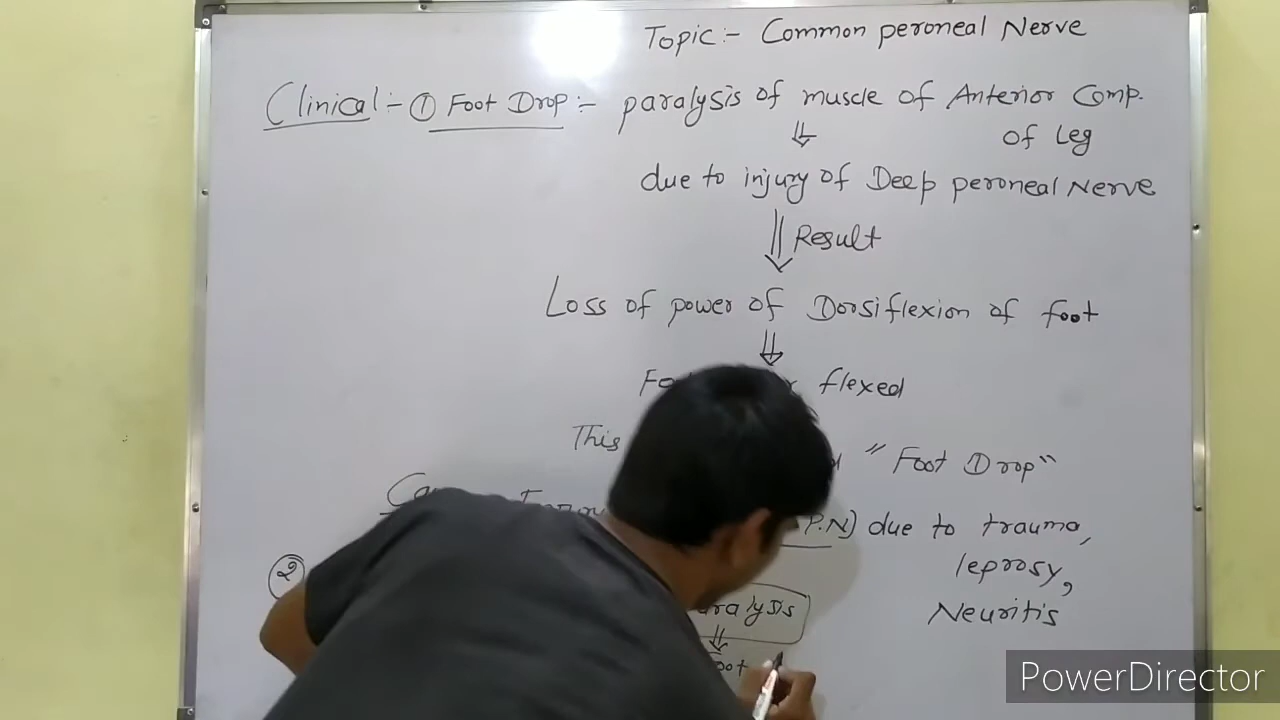 Topic:- Common peroneal Nerve
Clinical:- ① Foot Drop:- paralysis of muscle of Anterior Comp.
⇓ of Leg
due to injury of Deep peroneal Nerve
⇓ Result
Loss of power of Dorsiflexion of foot
⇓
flexed
This "Foot Drop"
P.N) due to trauma,
leprosy,
②
Neuritis
⇓
PowerDirector